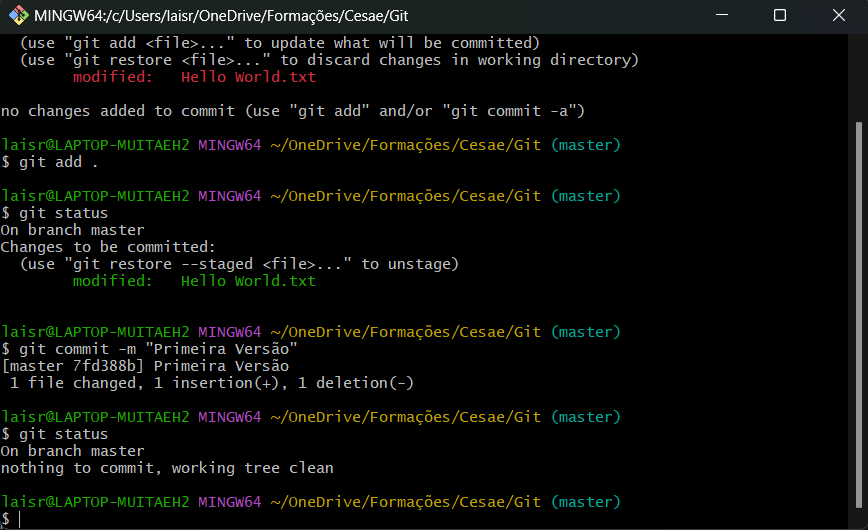 MINGW64:/c/Users/laisr/OneDrive/Formações/Cesae/Git
  (use "git add <file>..." to update what will be committed)
  (use "git restore <file>..." to discard changes in working directory)
        modified:   Hello World.txt
no changes added to commit (use "git add" and/or "git commit -a")
laisr@LAPTOP-MUITAEH2 MINGW64 ~/OneDrive/Formações/Cesae/Git (master)
$ git add .
laisr@LAPTOP-MUITAEH2 MINGW64 ~/OneDrive/Formações/Cesae/Git (master)
$ git status
On branch master
Changes to be committed:
  (use "git restore --staged <file>..." to unstage)
        modified:   Hello World.txt
laisr@LAPTOP-MUITAEH2 MINGW64 ~/OneDrive/Formações/Cesae/Git (master)
$ git commit -m "Primeira Versão"
[master 7fd388b] Primeira Versão
 1 file changed, 1 insertion(+), 1 deletion(-)
laisr@LAPTOP-MUITAEH2 MINGW64 ~/OneDrive/Formações/Cesae/Git (master)
$ git status
On branch master
nothing to commit, working tree clean
laisr@LAPTOP-MUITAEH2 MINGW64 ~/OneDrive/Formações/Cesae/Git (master)
$